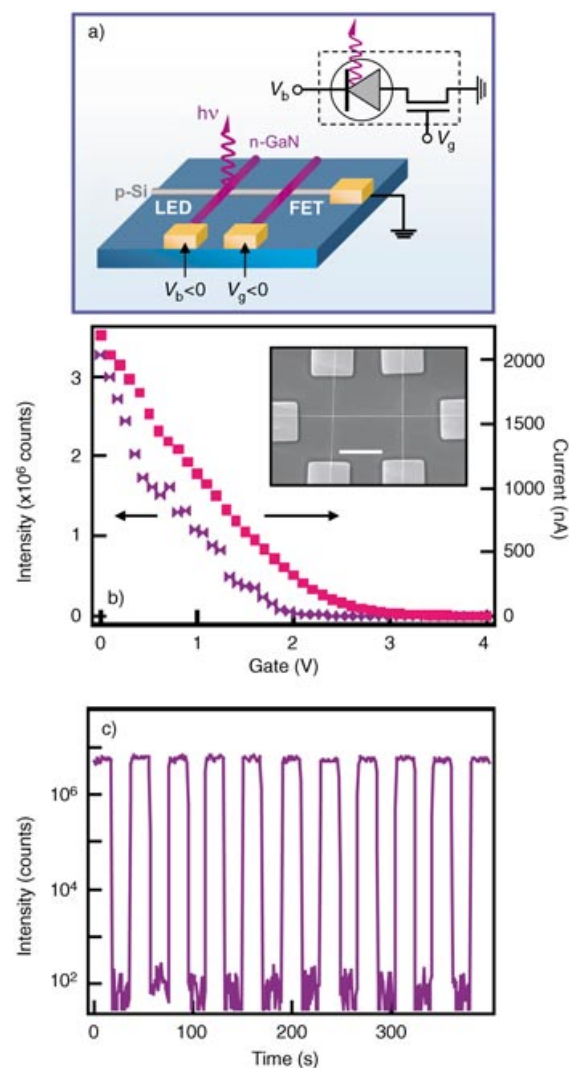 a)
hν
n-GaN
p-Si
LED
FET
V_b<0
V_g<0
V_b
V_g
b)
Intensity (x10⁶ counts)
3
2
1
0
Current (nA)
2000
1500
1000
500
0
0 1 2 3 4
Gate (V)
c)
Intensity (counts)
10⁶
10⁴
10²
0 100 200 300
Time (s)